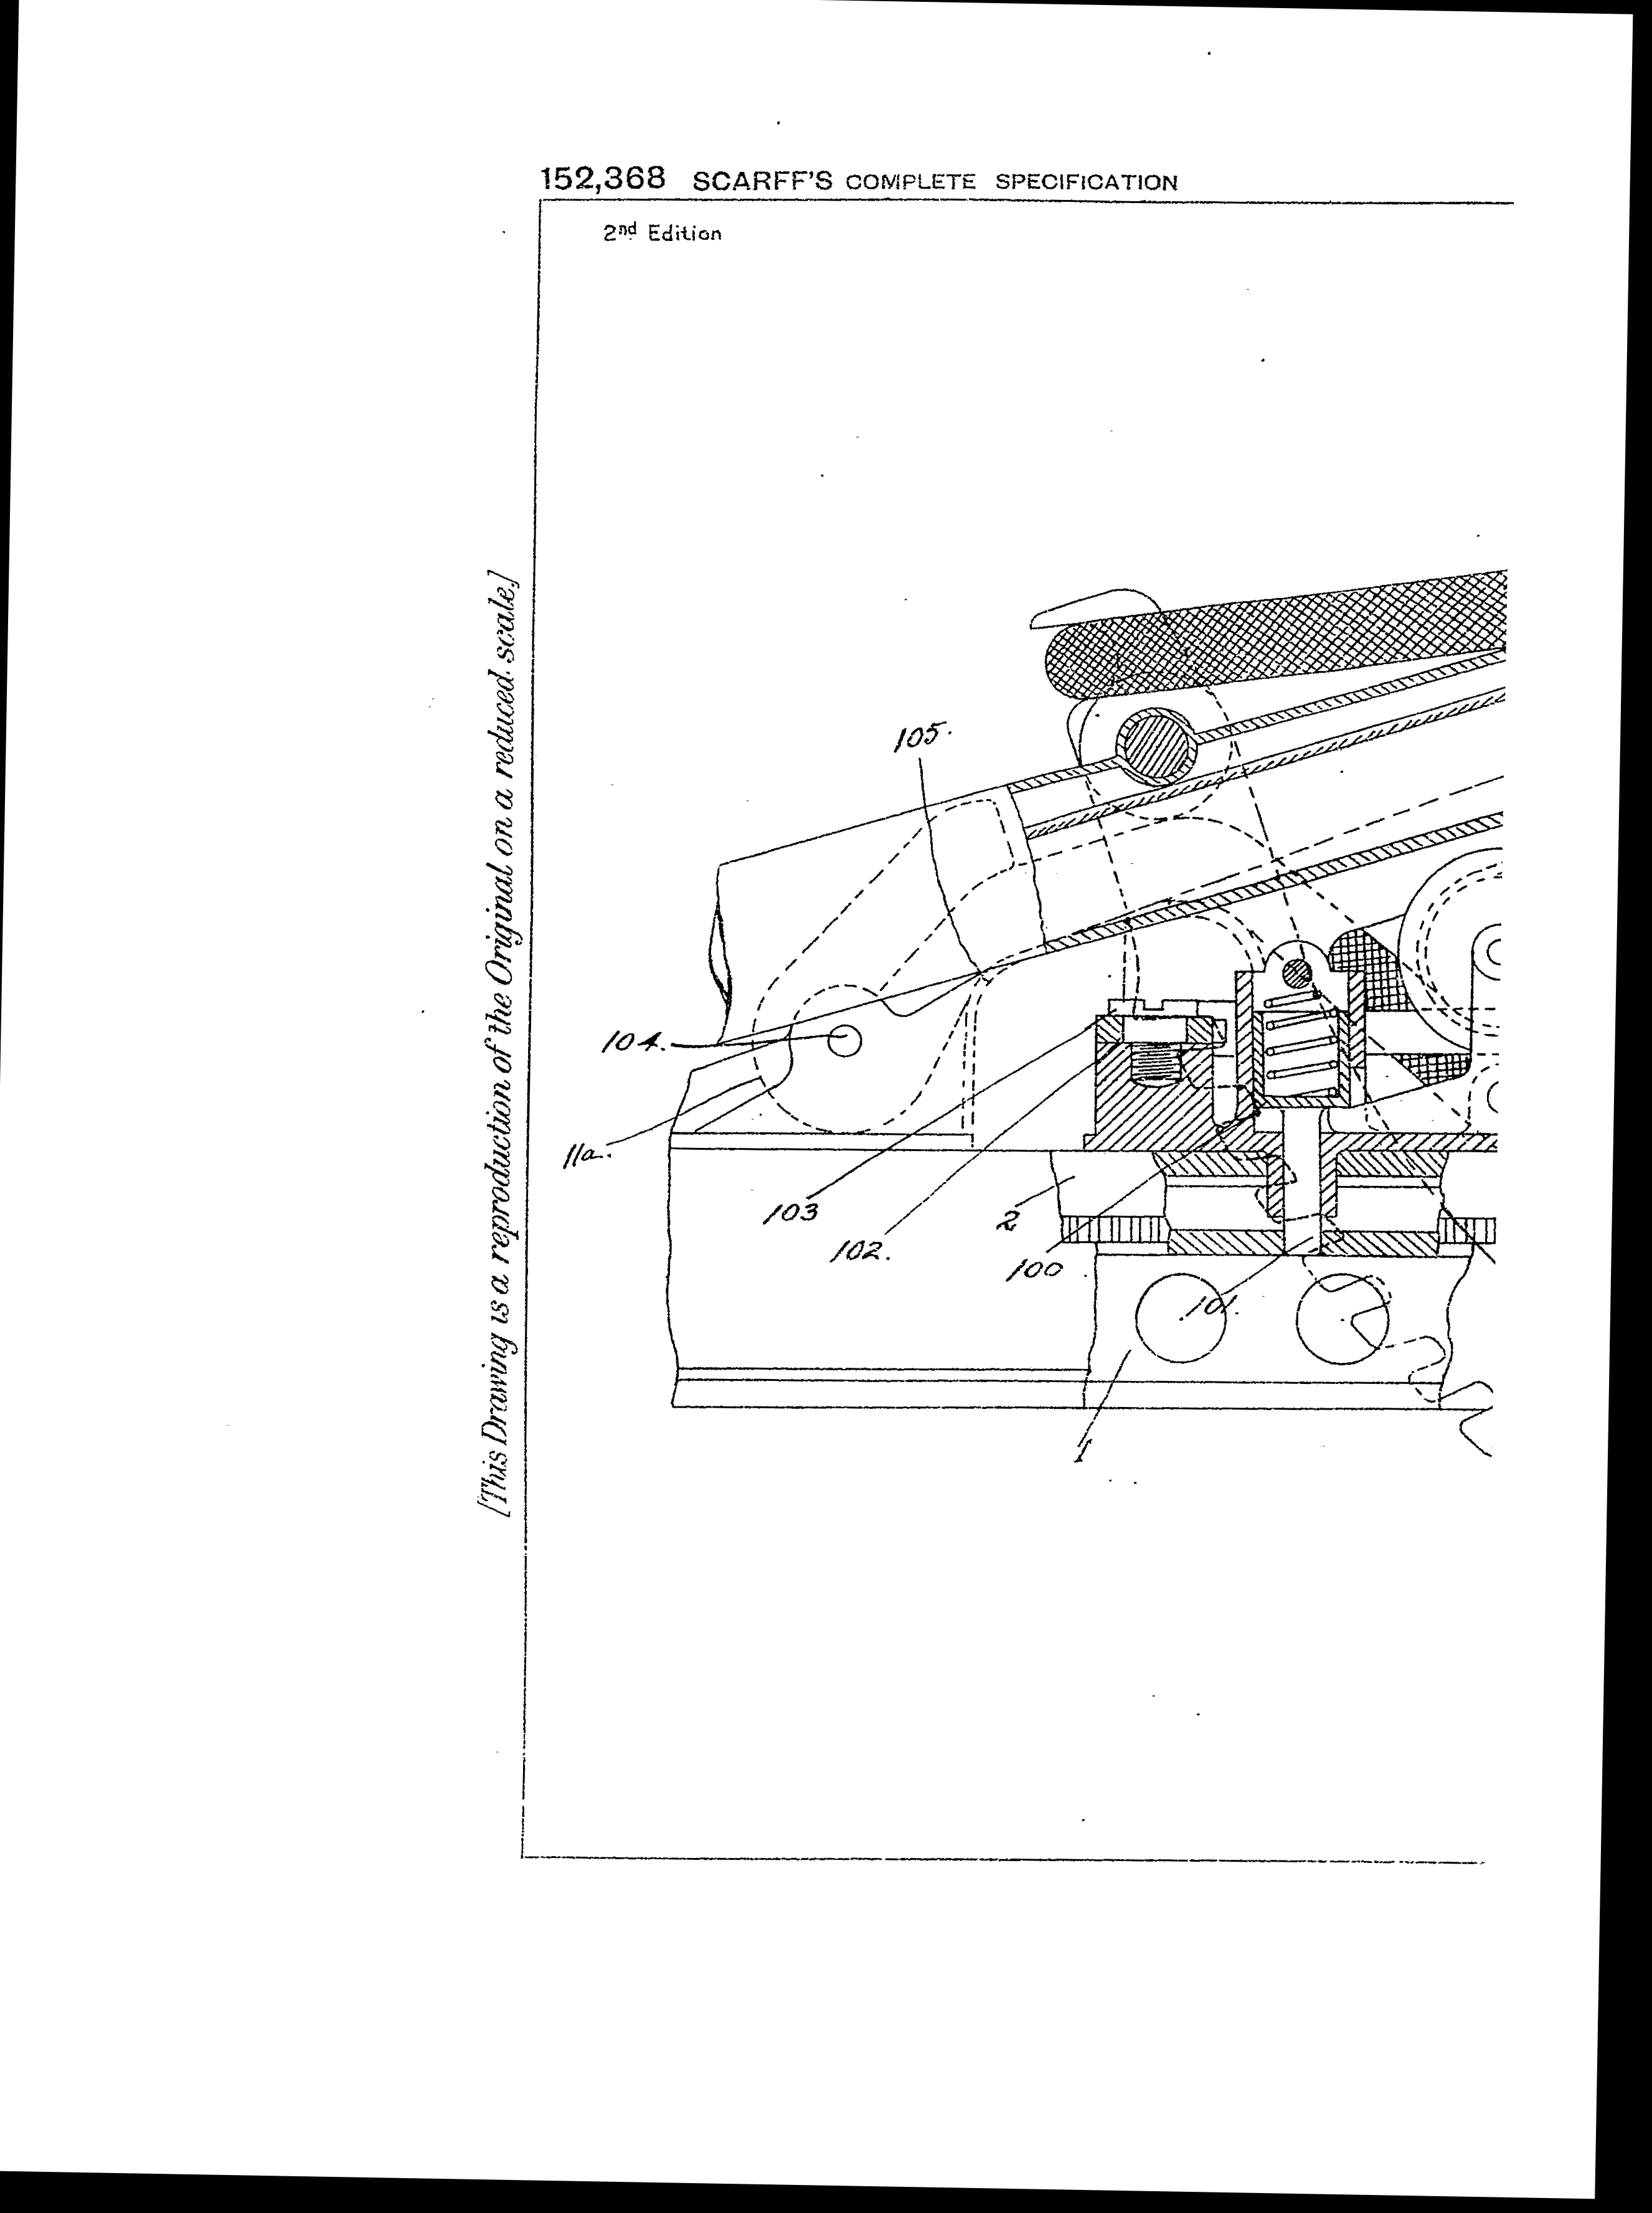 152,368 SCARFF'S COMPLETE SPECIFICATION
2nd Edition
[This Drawing is a reproduction of the Original on a reduced scale.]
105.
104.
11a.
103
102.
2
100
101.
1